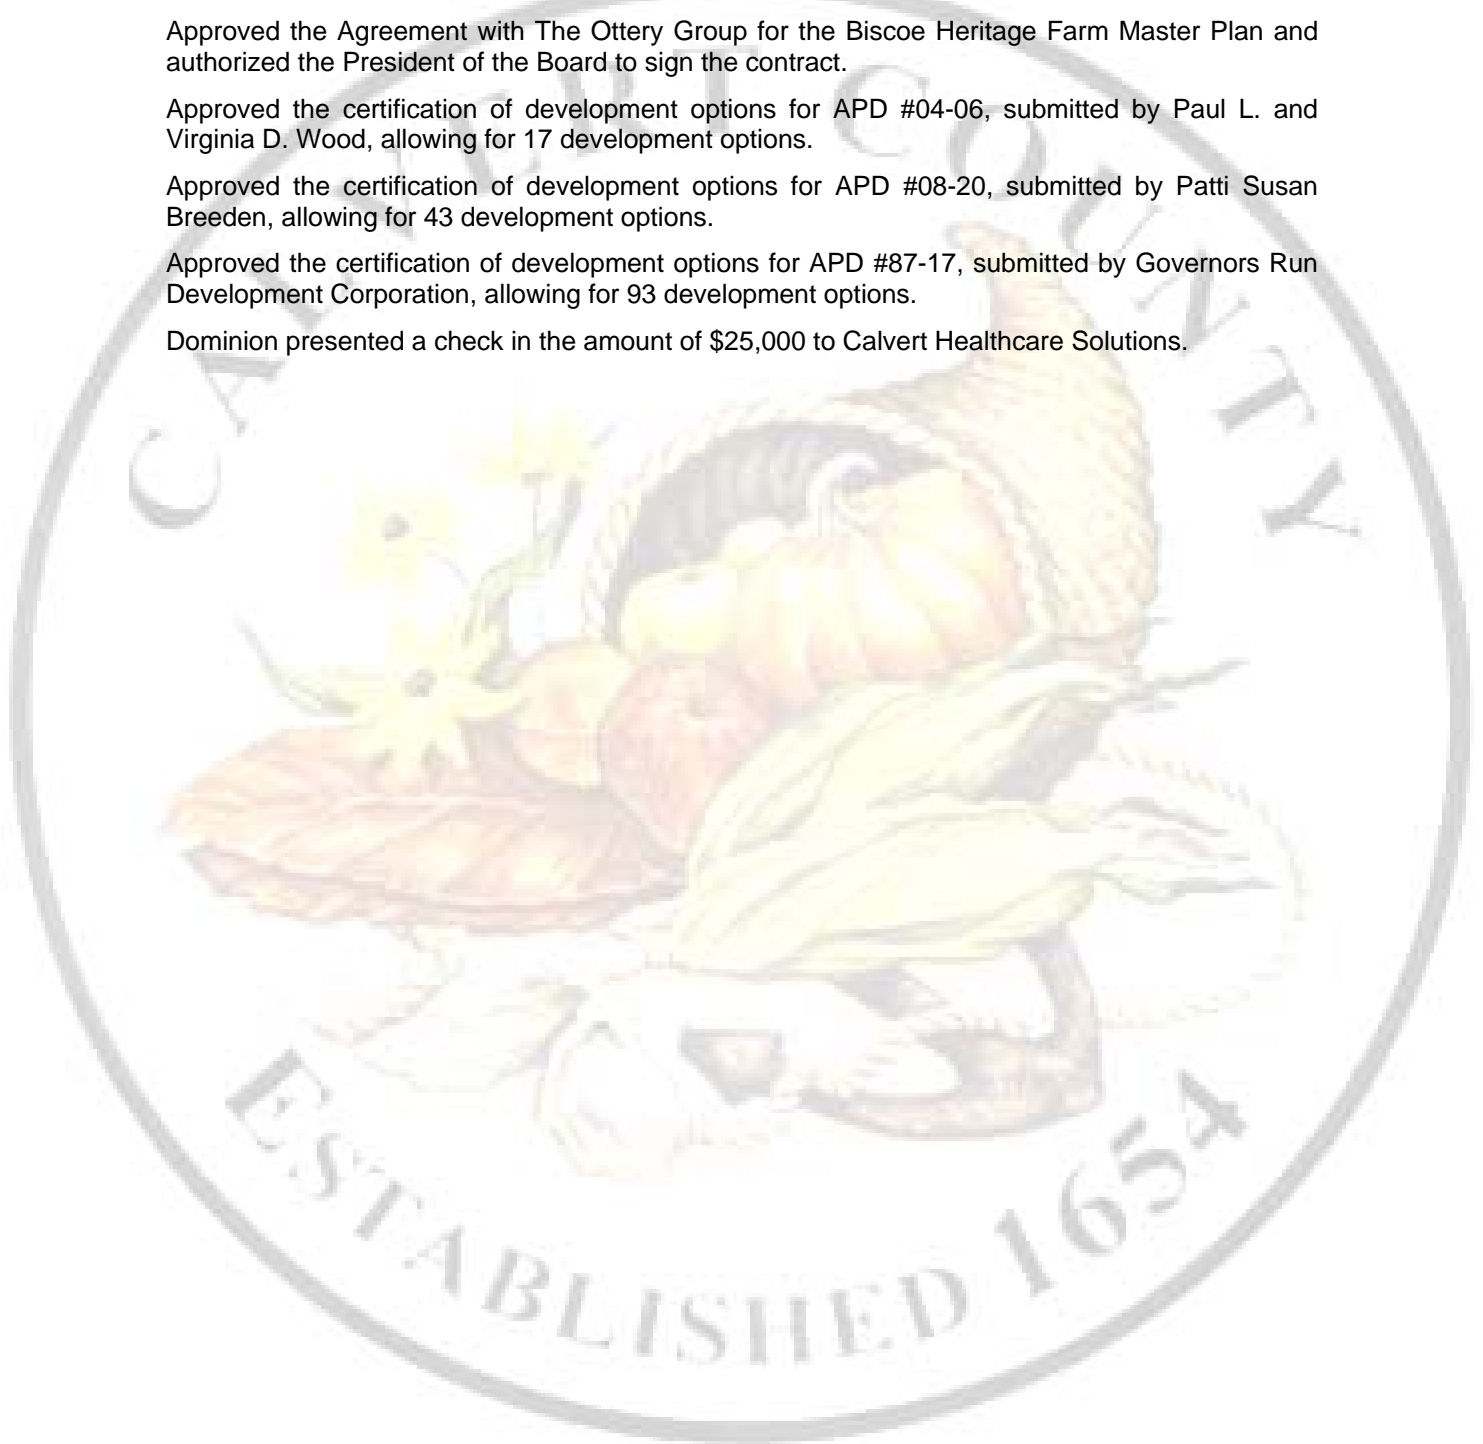 Approved the Agreement with The Ottery Group for the Biscoe Heritage Farm Master Plan and
authorized the President of the Board to sign the contract.
Approved the certification of development options for APD #04-06, submitted by Paul L. and
Virginia D. Wood, allowing for 17 development options.
Approved the certification of development options for APD #08-20, submitted by Patti Susan
Breeden, allowing for 43 development options.
Approved the certification of development options for APD #87-17, submitted by Governors Run
Development Corporation, allowing for 93 development options.
Dominion presented a check in the amount of $25,000 to Calvert Healthcare Solutions.
CALVERT COUNTY
ESTABLISHED 1654